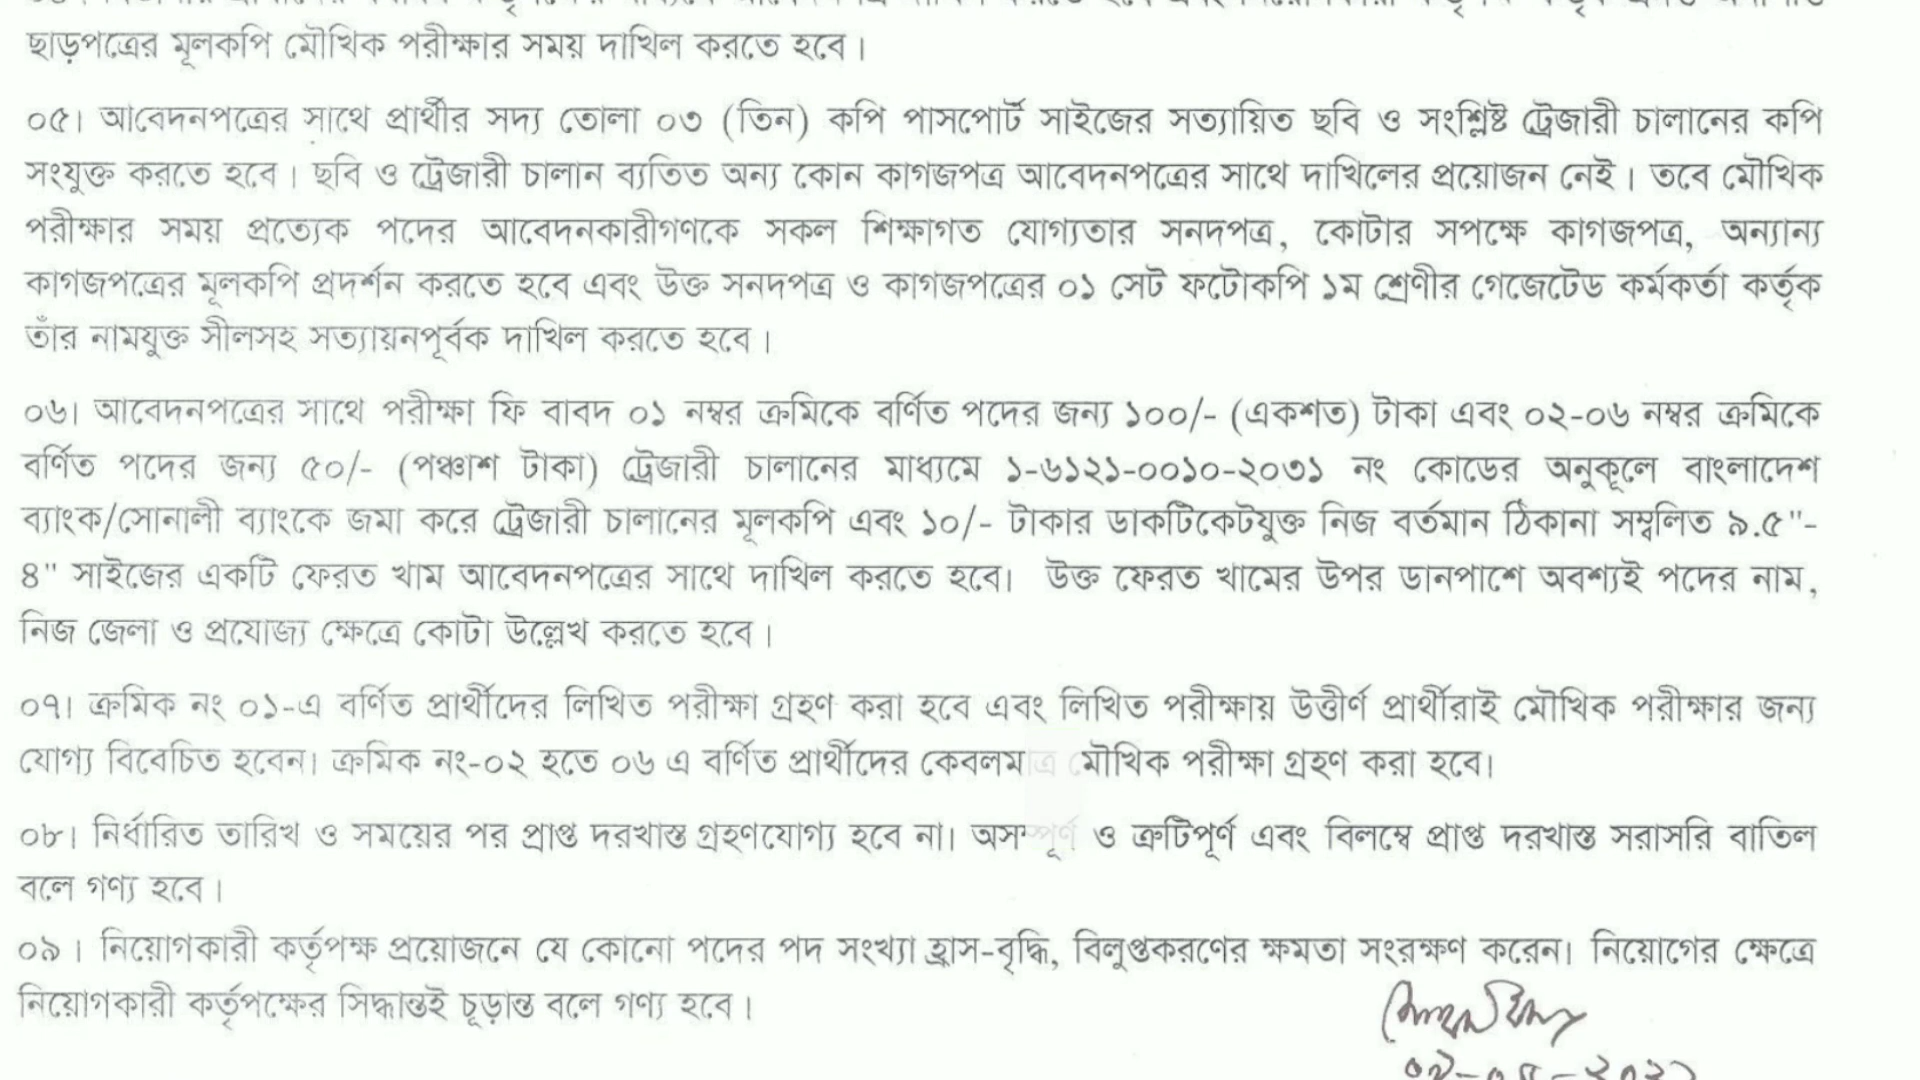 ছাড়পত্রের মূলকপি মৌখিক পরীক্ষার সময় দাখিল করতে হবে।
০৫। আবেদনপত্রের সাথে প্রার্থীর সদ্য তোলা ০৩ (তিন) কপি পাসপোর্ট সাইজের সত্যায়িত ছবি ও সংশ্লিষ্ট ট্রেজারী চালানের কপি
সংযুক্ত করতে হবে। ছবি ও ট্রেজারী চালান ব্যতিত অন্য কোন কাগজপত্র আবেদনপত্রের সাথে দাখিলের প্রয়োজন নেই। তবে মৌখিক
পরীক্ষার সময় প্রত্যেক পদের আবেদনকারীগণকে সকল শিক্ষাগত যোগ্যতার সনদপত্র, কোটার সপক্ষে কাগজপত্র, অন্যান্য
কাগজপত্রের মূলকপি প্রদর্শন করতে হবে এবং উক্ত সনদপত্র ও কাগজপত্রের ০১ সেট ফটোকপি ১ম শ্রেণীর গেজেটেড কর্মকর্তা কর্তৃক
তাঁর নামযুক্ত সীলসহ সত্যায়নপূর্বক দাখিল করতে হবে।
০৬। আবেদনপত্রের সাথে পরীক্ষা ফি বাবদ ০১ নম্বর ক্রমিকে বর্ণিত পদের জন্য ১০০/- (একশত) টাকা এবং ০২-০৬ নম্বর ক্রমিকে
বর্ণিত পদের জন্য ৫০/- (পঞ্চাশ টাকা) ট্রেজারী চালানের মাধ্যমে ১-৬১২১-০০১০-২০৩১ নং কোডের অনুকূলে বাংলাদেশ
ব্যাংক/সোনালী ব্যাংকে জমা করে ট্রেজারী চালানের মূলকপি এবং ১০/- টাকার ডাকটিকেটযুক্ত নিজ বর্তমান ঠিকানা সম্বলিত ৯.৫"-
৪" সাইজের একটি ফেরত খাম আবেদনপত্রের সাথে দাখিল করতে হবে। উক্ত ফেরত খামের উপর ডানপাশে অবশ্যই পদের নাম,
নিজ জেলা ও প্রযোজ্য ক্ষেত্রে কোটা উল্লেখ করতে হবে।
০৭। ক্রমিক নং ০১-এ বর্ণিত প্রার্থীদের লিখিত পরীক্ষা গ্রহণ করা হবে এবং লিখিত পরীক্ষায় উত্তীর্ণ প্রার্থীরাই মৌখিক পরীক্ষার জন্য
যোগ্য বিবেচিত হবেন। ক্রমিক নং-০২ হতে ০৬ এ বর্ণিত প্রার্থীদের কেবলমাত্র মৌখিক পরীক্ষা গ্রহণ করা হবে।
০৮। নির্ধারিত তারিখ ও সময়ের পর প্রাপ্ত দরখাস্ত গ্রহণযোগ্য হবে না। অসম্পূর্ণ ও ত্রুটিপূর্ণ এবং বিলম্বে প্রাপ্ত দরখাস্ত সরাসরি বাতিল
বলে গণ্য হবে।
০৯। নিয়োগকারী কর্তৃপক্ষ প্রয়োজনে যে কোনো পদের পদ সংখ্যা হ্রাস-বৃদ্ধি, বিলুপ্তকরণের ক্ষমতা সংরক্ষণ করেন। নিয়োগের ক্ষেত্রে
নিয়োগকারী কর্তৃপক্ষের সিদ্ধান্তই চূড়ান্ত বলে গণ্য হবে।